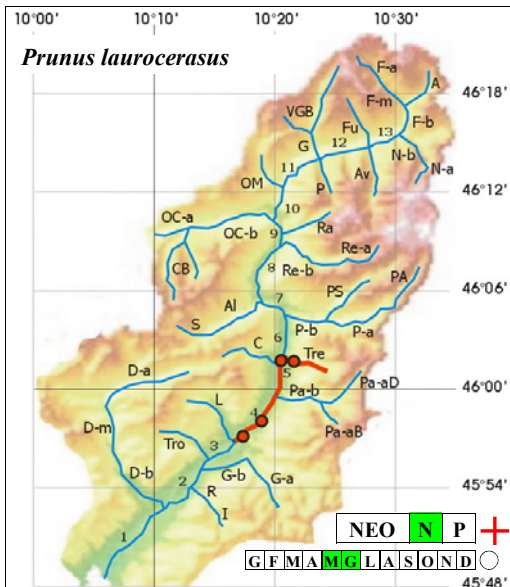 10°00' 10°10' 10°20' 10°30'
Prunus laurocerasus
F-a
A
46°18'
F-m
VGB
F-b
Fu
13
G
12
N-b
11
N-a
OM
P
Av
46°12'
10
OC-a
Ra
OC-b
9
Re-a
CB
8
Re-b
PA
46°06'
PS
7
Al
S
P-b
P-a
6
C
Tre
D-a
5
46°00'
Pa-b
Pa-aD
L
4
D-m
Pa-aB
Tro
3
D-b
G-b
G-a
45°54'
2
R
I
NEO N P
1
G F M A M G L A S O N D
45°48'